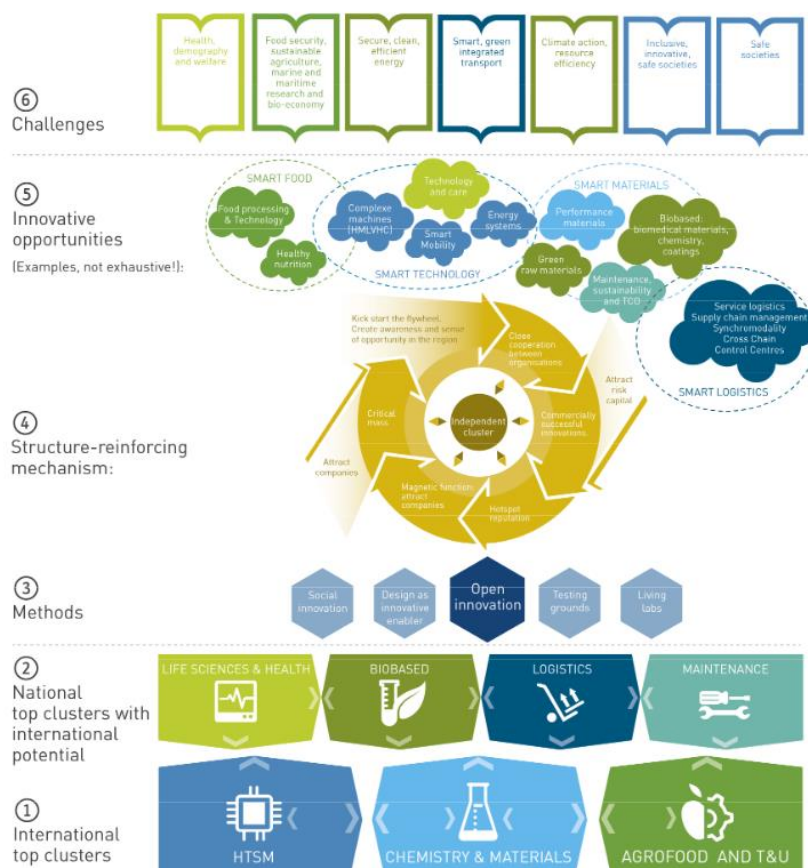 Health,
demography
and welfare
Food security,
sustainable
agriculture,
marine and
maritime
research and
bio-economy
Secure, clean,
efficient
energy
Smart, green
integrated
transport
Climate action,
resource
efficiency
Inclusive,
innovative,
safe societies
Safe
societies
6
Challenges
5
Innovative
opportunities
(Examples, not exhaustive!):
SMART FOOD
Food processing
& Technology
Healthy
nutrition
Technology
and care
Complexe
machines
(HMLVHC)
Smart
Mobility
Energy
systems
SMART TECHNOLOGY
SMART MATERIALS
Performance
materials
Biobased:
biomedical materials,
chemistry,
coatings
Green
raw materials
Maintenance,
sustainability
and TCO
Service logistics
Supply chain management
Synchromodality
Cross Chain
Control Centres
SMART LOGISTICS
4
Structure-reinforcing
mechanism:
Kick start the flywheel.
Create awareness and sense
of opportunity in the region
Close
cooperation
between
organisations
Attract
risk
capital
Commercially
successful
innovations
Hotspot
reputation
Magnetic function:
attract
companies
Attract
companies
Critical
mass
Independent
cluster
3
Methods
Social
innovation
Design as
innovative
enabler
Open
innovation
Testing
grounds
Living
labs
2
National
top clusters with
international
potential
LIFE SCIENCES & HEALTH
BIOBASED
LOGISTICS
MAINTENANCE
1
International
top clusters
HTSM
CHEMISTRY & MATERIALS
AGROFOOD AND T&U